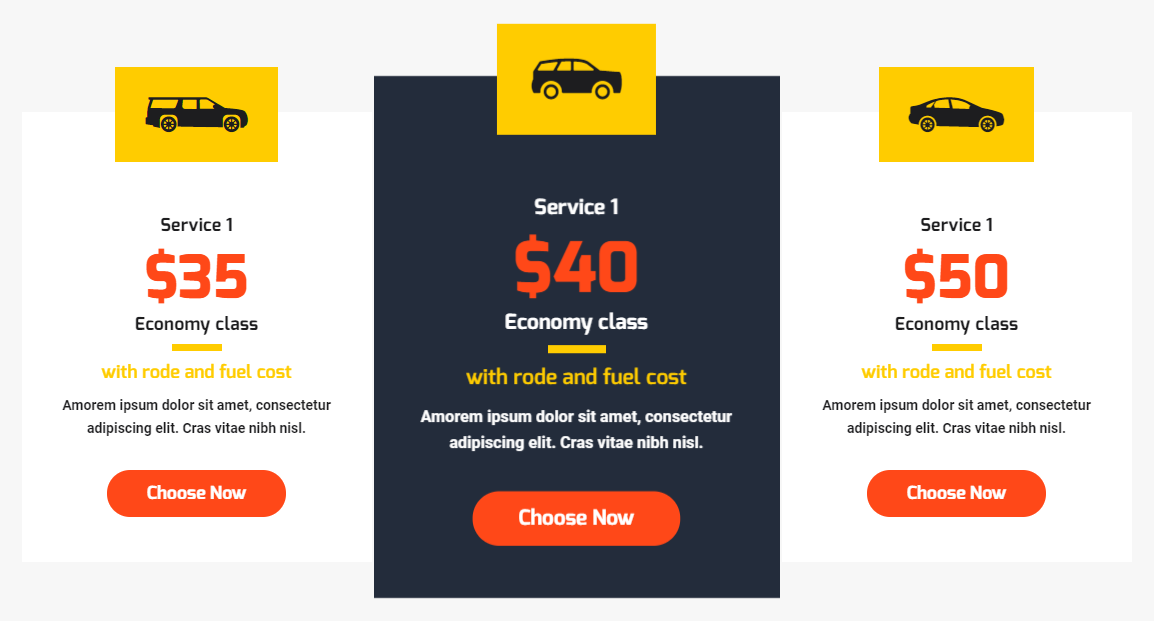 Service 1
$35
Economy class
with rode and fuel cost
Amorem ipsum dolor sit amet, consectetur
adipiscing elit. Cras vitae nibh nisl.
Choose Now
Service 1
$40
Economy class
with rode and fuel cost
Amorem ipsum dolor sit amet, consectetur
adipiscing elit. Cras vitae nibh nisl.
Choose Now
Service 1
$50
Economy class
with rode and fuel cost
Amorem ipsum dolor sit amet, consectetur
adipiscing elit. Cras vitae nibh nisl.
Choose Now